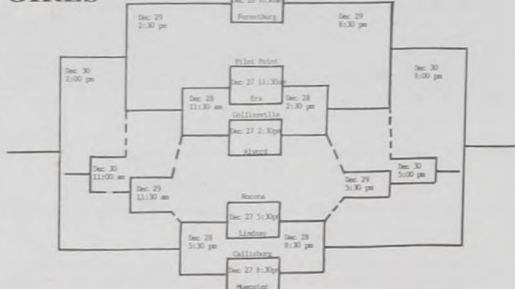 Forestburg
Dec 29
2:30 pm
Dec 29
8:30 pm
Dec 30
3:00 pm
Dec 30
8:00 pm
Pilot Point
Dec 27 11:30am
Era
Dec 28
11:30 am
Dec 28
2:30 pm
Collinsville
Dec 27 2:30pm
Alvord
Dec 30
11:00 am
Dec 29
11:30 am
Dec 29
5:30 pm
Dec 30
5:00 pm
Nocona
Dec 27 5:30pm
Lindsay
Dec 28
5:30 pm
Dec 28
8:30 pm
Callisburg
Dec 27 8:30pm
Muenster